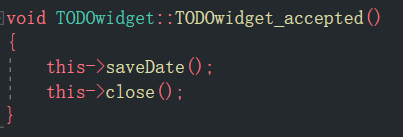 void TODOwidget::TODOwidget_accepted()
{
    this->saveDate();
    this->close();
}